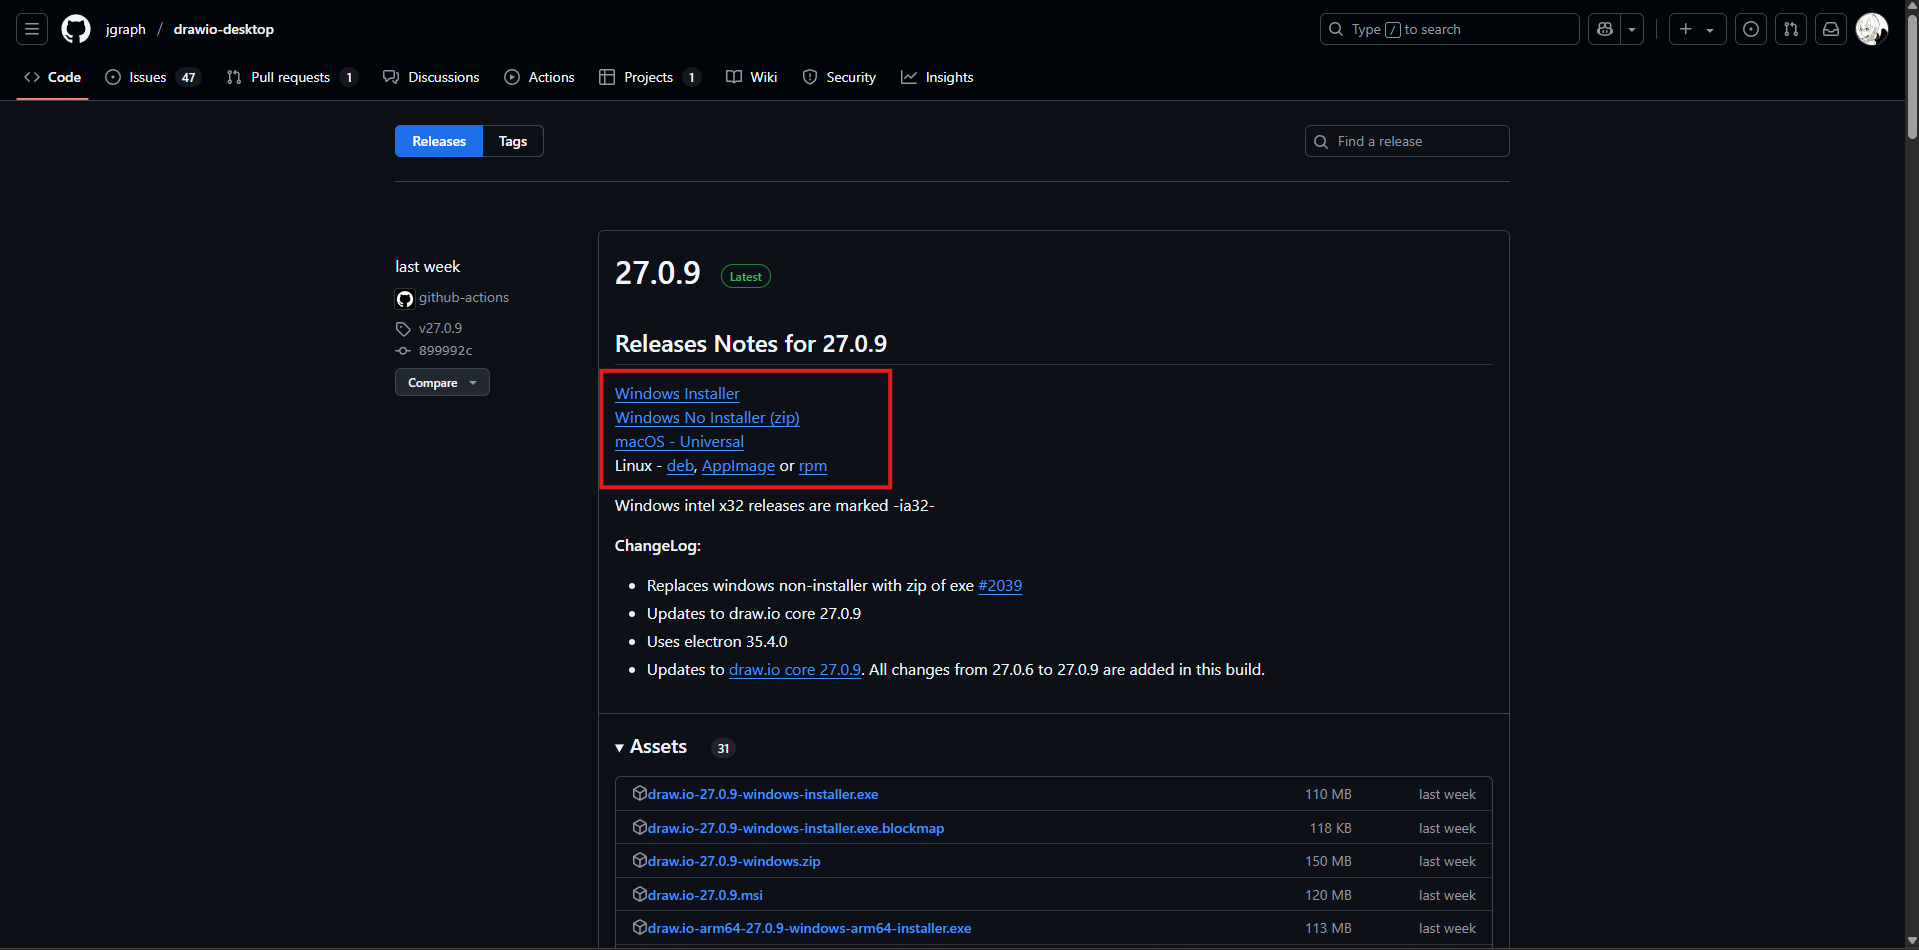 jgraph / drawio-desktop
Type / to search
Code
Issues 47
Pull requests 1
Discussions
Actions
Projects 1
Wiki
Security
Insights
Releases
Tags
Find a release
last week
github-actions
v27.0.9
899992c
Compare
27.0.9 Latest
Releases Notes for 27.0.9
Windows Installer
Windows No Installer (zip)
macOS - Universal
Linux - deb, AppImage or rpm
Windows intel x32 releases are marked -ia32-
ChangeLog:
Replaces windows non-installer with zip of exe #2039
Updates to draw.io core 27.0.9
Uses electron 35.4.0
Updates to draw.io core 27.0.9. All changes from 27.0.6 to 27.0.9 are added in this build.
Assets 31
draw.io-27.0.9-windows-installer.exe 110 MB last week
draw.io-27.0.9-windows-installer.exe.blockmap 118 KB last week
draw.io-27.0.9-windows.zip 150 MB last week
draw.io-27.0.9.msi 120 MB last week
draw.io-arm64-27.0.9-windows-arm64-installer.exe 113 MB last week